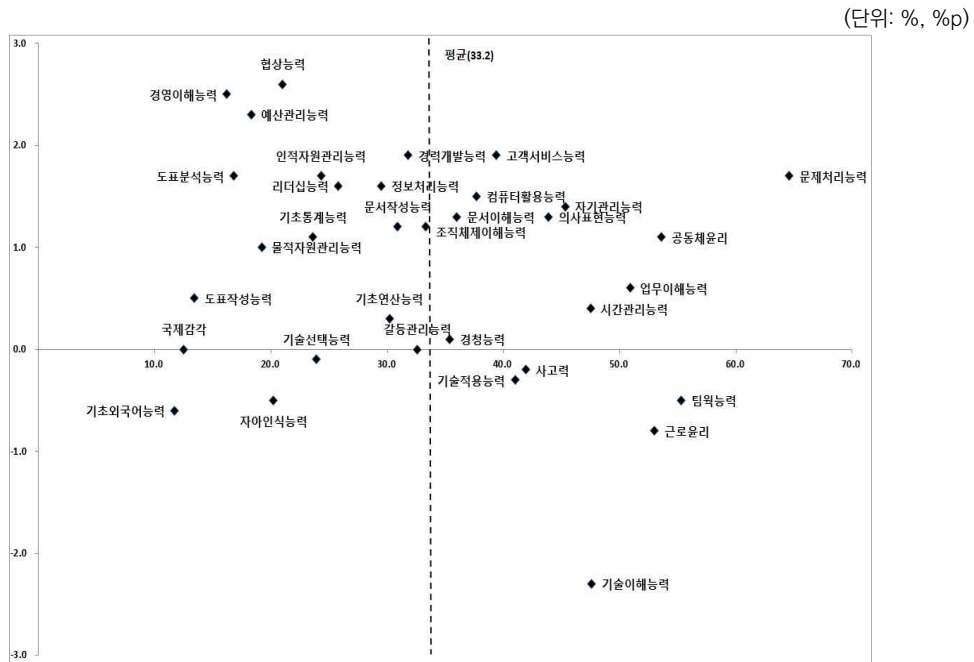 (단위: %, %p)
3.0
평균(33.2)
협상능력
경영이해능력
예산관리능력
2.0
인적자원관리능력
경력개발능력
고객서비스능력
도표분석능력
리더십능력
정보처리능력
문제처리능력
컴퓨터활용능력
문서작성능력
자기관리능력
기초통계능력
문서이해능력
의사표현능력
조직체제이해능력
공동체윤리
1.0
물적자원관리능력
업무이해능력
도표작성능력
기초연산능력
시간관리능력
국제감각
기술선택능력
갈등관리능력
경청능력
0.0
10.0
20.0
30.0
40.0
50.0
60.0
70.0
기술적용능력
사고력
기초외국어능력
자아인식능력
팀웍능력
근로윤리
-1.0
-2.0
기술이해능력
-3.0